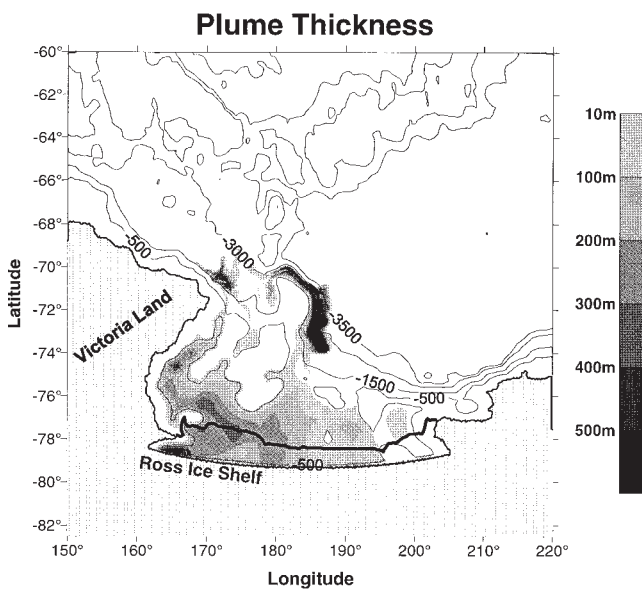 Plume Thickness
-60°
-62°
-64°
-66°
-68°
-70°
-72°
-74°
-76°
-78°
-80°
-82°
Latitude
150°
160°
170°
180°
190°
200°
210°
220°
Longitude
-500
-3000
-3500
-1500
-500
-500
Victoria Land
Ross Ice Shelf
10m
100m
200m
300m
400m
500m